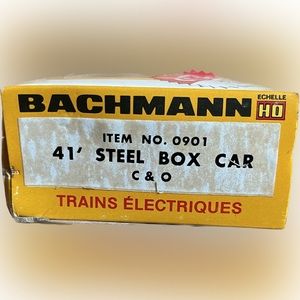 ECHELLE
BACHMANN HO
ITEM NO. 0901
41' STEEL BOX CAR
C & O
TRAINS ÉLECTRIQUES